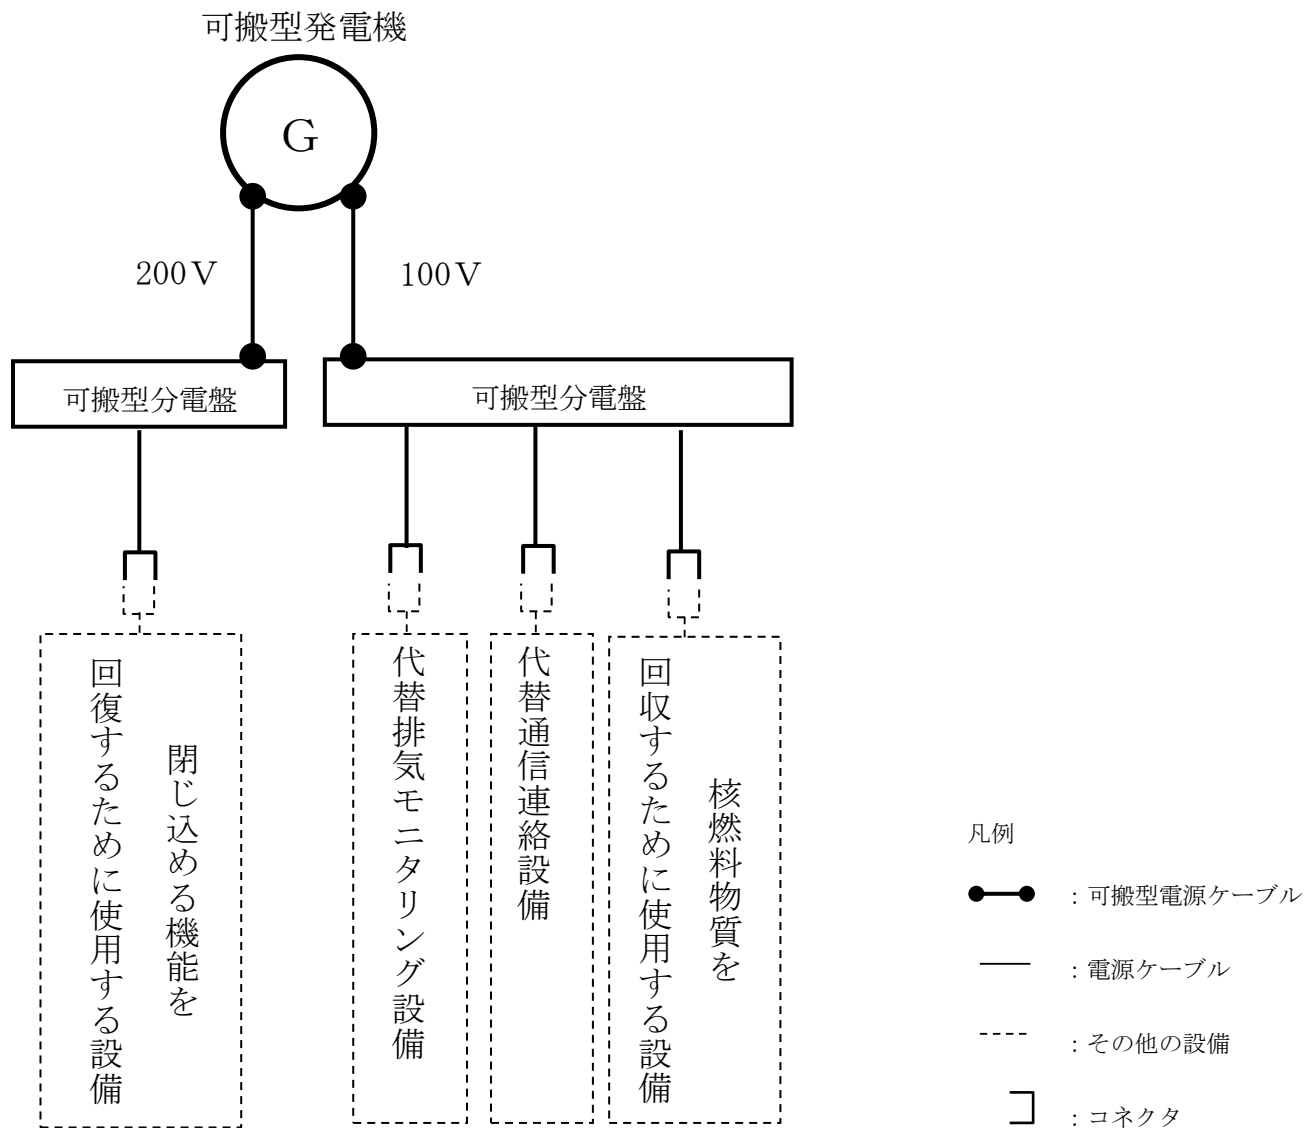 可搬型発電機
G
200V
100V
可搬型分電盤
可搬型分電盤
閉じ込める機能を
回復するために使用する設備
代替排気モニタリング設備
代替通信連絡設備
核燃料物質を
回収するために使用する設備
凡例
：可搬型電源ケーブル
：電源ケーブル
：その他の設備
：コネクタ